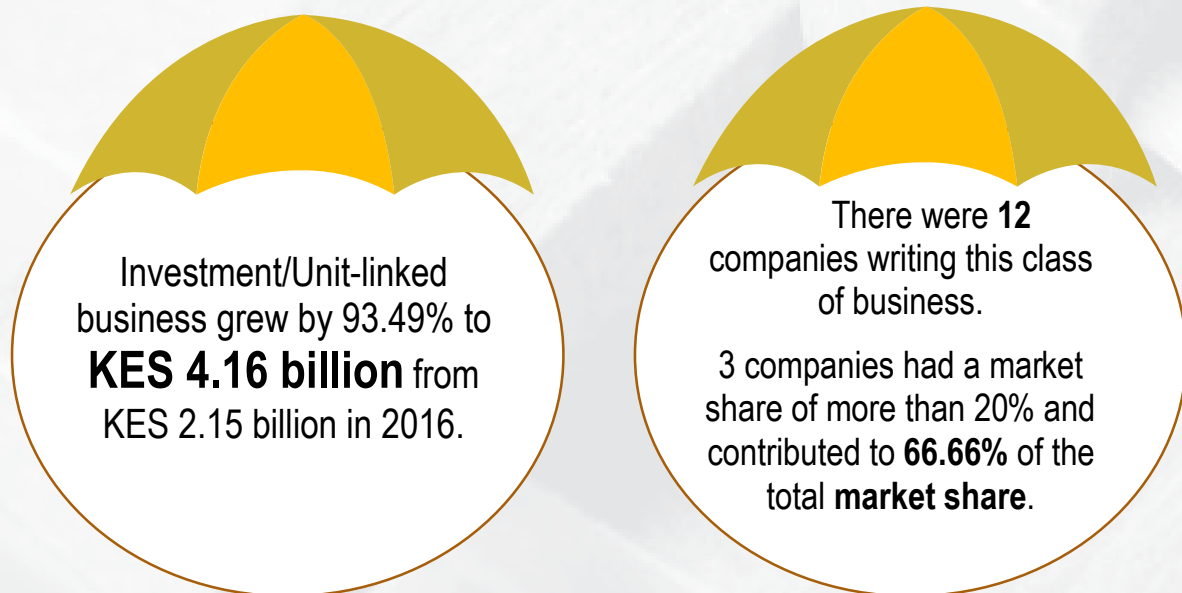 Investment/Unit-linked
business grew by 93.49% to
KES 4.16 billion from
KES 2.15 billion in 2016.
There were 12
companies writing this class
of business.
3 companies had a market
share of more than 20% and
contributed to 66.66% of the
total market share.